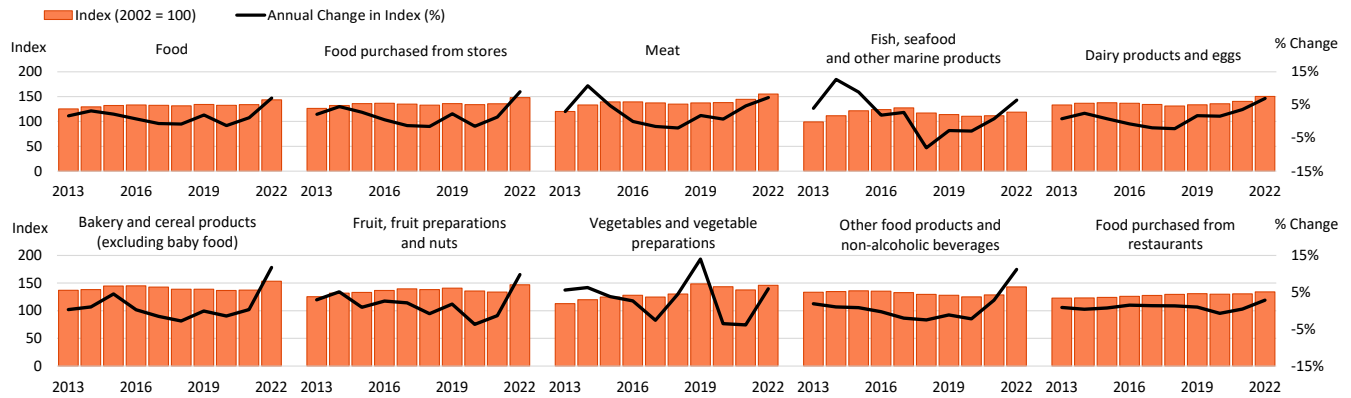 Index (2002 = 100) Annual Change in Index (%)
Index Food Food purchased from stores Meat Fish, seafood
and other marine products Dairy products and eggs % Change
200 15%
150 5%
100
50 -5%
0 -15%
2013 2016 2019 2022 2013 2016 2019 2022 2013 2016 2019 2022 2013 2016 2019 2022 2013 2016 2019 2022
Index Bakery and cereal products
(excluding baby food) Fruit, fruit preparations
and nuts Vegetables and vegetable
preparations Other food products and
non-alcoholic beverages Food purchased from
restaurants % Change
200 15%
150 5%
100
50 -5%
0 -15%
2013 2016 2019 2022 2013 2016 2019 2022 2013 2016 2019 2022 2013 2016 2019 2022 2013 2016 2019 2022